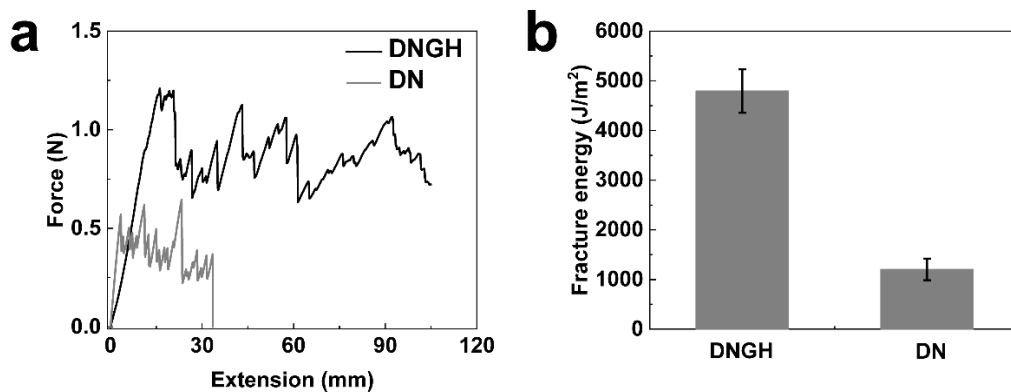 a
1.5
1.0
0.5
0.0
Force (N)
DNGH
DN
0 30 60 90 120
Extension (mm)
b
6000
5000
4000
3000
2000
1000
0
Fracture energy (J/m²)
DNGH DN